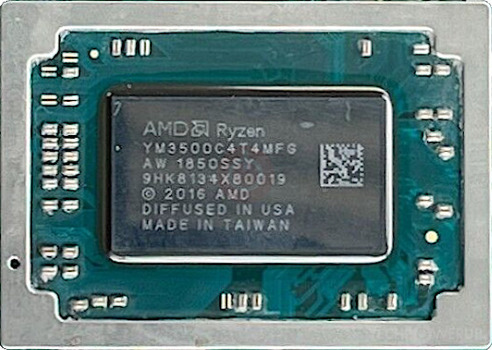 AMD Ryzen
YM3500C4T4MFG
AW 1850SSY
9HK8134X80019
© 2016 AMD
DIFFUSED IN USA
MADE IN TAIWAN